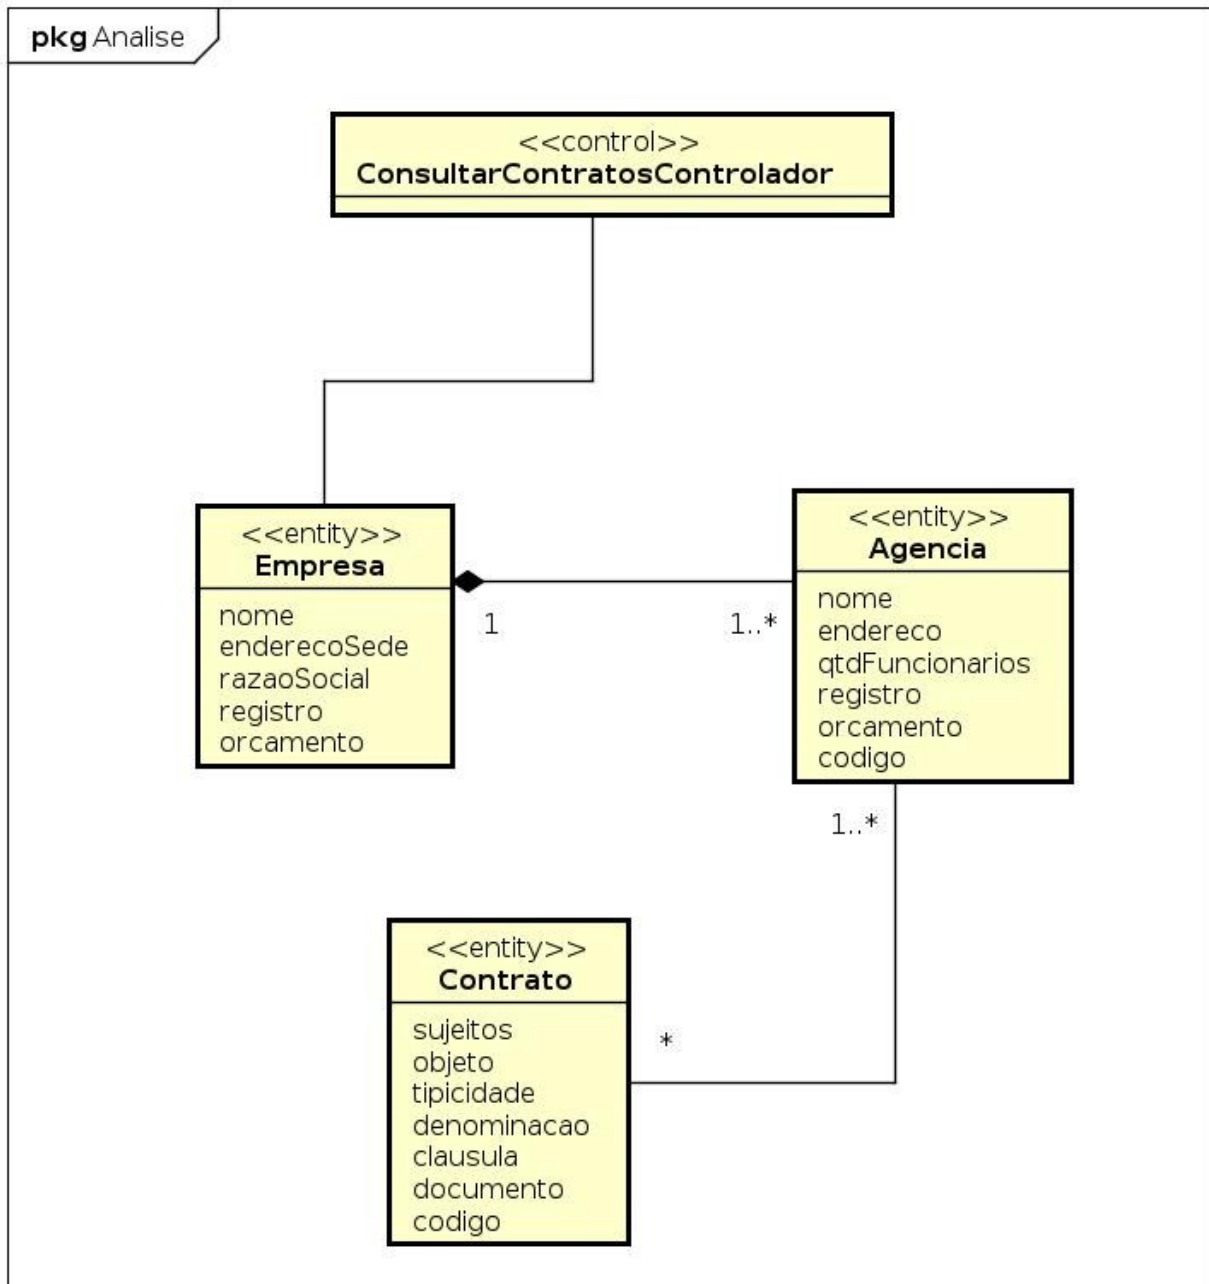 pkg Analise
<<control>>
ConsultarContratosControlador
<<entity>>
Empresa
nome
enderecoSede
razaoSocial
registro
orcamento
1
1..*
<<entity>>
Agencia
nome
endereco
qtdFuncionarios
registro
orcamento
codigo
1..*
*
<<entity>>
Contrato
sujeitos
objeto
tipicidade
denominacao
clausula
documento
codigo